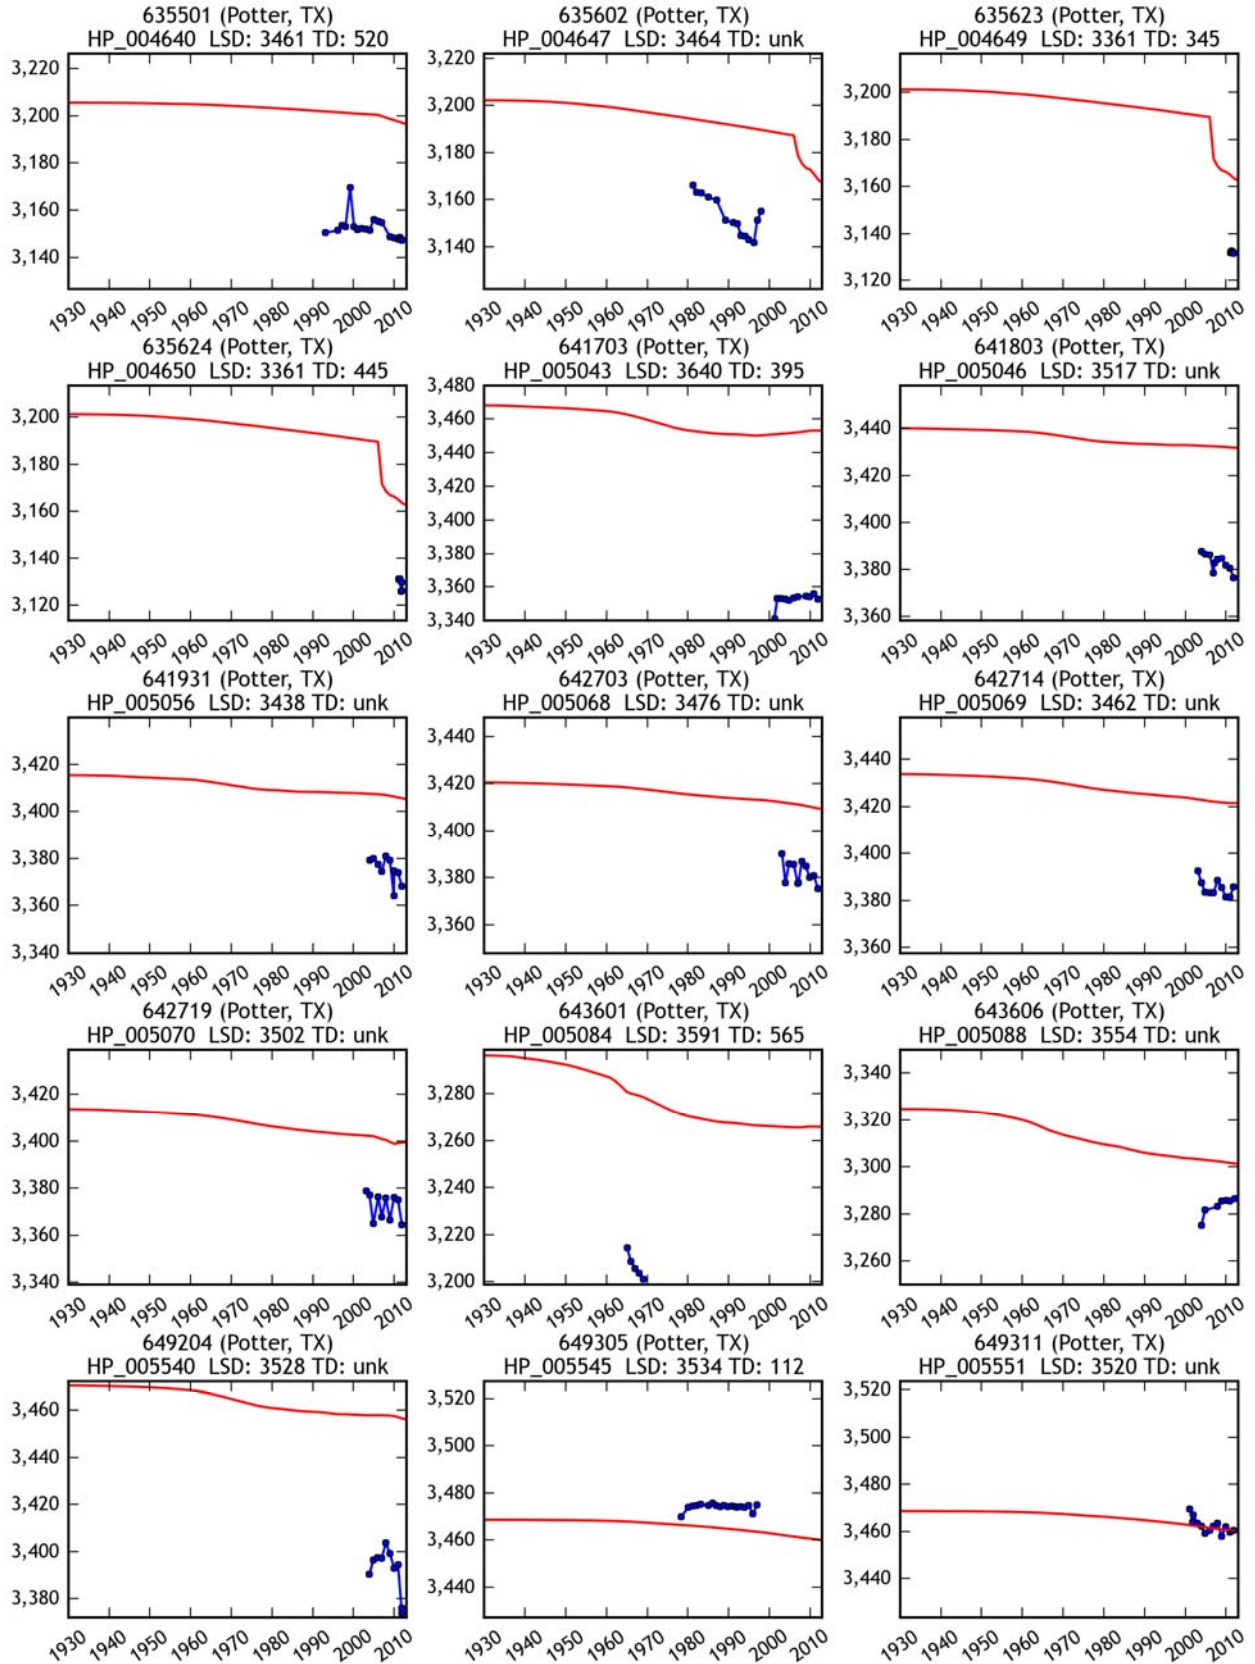 635501 (Potter, TX)
HP_004640 LSD: 3461 TD: 520
3,220
3,200
3,180
3,160
3,140
1930 1940 1950 1960 1970 1980 1990 2000 2010
635602 (Potter, TX)
HP_004647 LSD: 3464 TD: unk
3,220
3,200
3,180
3,160
3,140
1930 1940 1950 1960 1970 1980 1990 2000 2010
635623 (Potter, TX)
HP_004649 LSD: 3361 TD: 345
3,200
3,180
3,160
3,140
3,120
1930 1940 1950 1960 1970 1980 1990 2000 2010
635624 (Potter, TX)
HP_004650 LSD: 3361 TD: 445
3,200
3,180
3,160
3,140
3,120
1930 1940 1950 1960 1970 1980 1990 2000 2010
641703 (Potter, TX)
HP_005043 LSD: 3640 TD: 395
3,480
3,460
3,440
3,420
3,400
3,380
3,360
3,340
1930 1940 1950 1960 1970 1980 1990 2000 2010
641803 (Potter, TX)
HP_005046 LSD: 3517 TD: unk
3,440
3,420
3,400
3,380
3,360
1930 1940 1950 1960 1970 1980 1990 2000 2010
641931 (Potter, TX)
HP_005056 LSD: 3438 TD: unk
3,420
3,400
3,380
3,360
3,340
1930 1940 1950 1960 1970 1980 1990 2000 2010
642703 (Potter, TX)
HP_005068 LSD: 3476 TD: unk
3,440
3,420
3,400
3,380
3,360
1930 1940 1950 1960 1970 1980 1990 2000 2010
642714 (Potter, TX)
HP_005069 LSD: 3462 TD: unk
3,440
3,420
3,400
3,380
3,360
1930 1940 1950 1960 1970 1980 1990 2000 2010
642719 (Potter, TX)
HP_005070 LSD: 3502 TD: unk
3,420
3,400
3,380
3,360
3,340
1930 1940 1950 1960 1970 1980 1990 2000 2010
643601 (Potter, TX)
HP_005084 LSD: 3591 TD: 565
3,280
3,260
3,240
3,220
3,200
1930 1940 1950 1960 1970 1980 1990 2000 2010
643606 (Potter, TX)
HP_005088 LSD: 3554 TD: unk
3,340
3,320
3,300
3,280
3,260
1930 1940 1950 1960 1970 1980 1990 2000 2010
649204 (Potter, TX)
HP_005540 LSD: 3528 TD: unk
3,460
3,440
3,420
3,400
3,380
1930 1940 1950 1960 1970 1980 1990 2000 2010
649305 (Potter, TX)
HP_005545 LSD: 3534 TD: 112
3,520
3,500
3,480
3,460
3,440
1930 1940 1950 1960 1970 1980 1990 2000 2010
649311 (Potter, TX)
HP_005551 LSD: 3520 TD: unk
3,520
3,500
3,480
3,460
3,440
1930 1940 1950 1960 1970 1980 1990 2000 2010